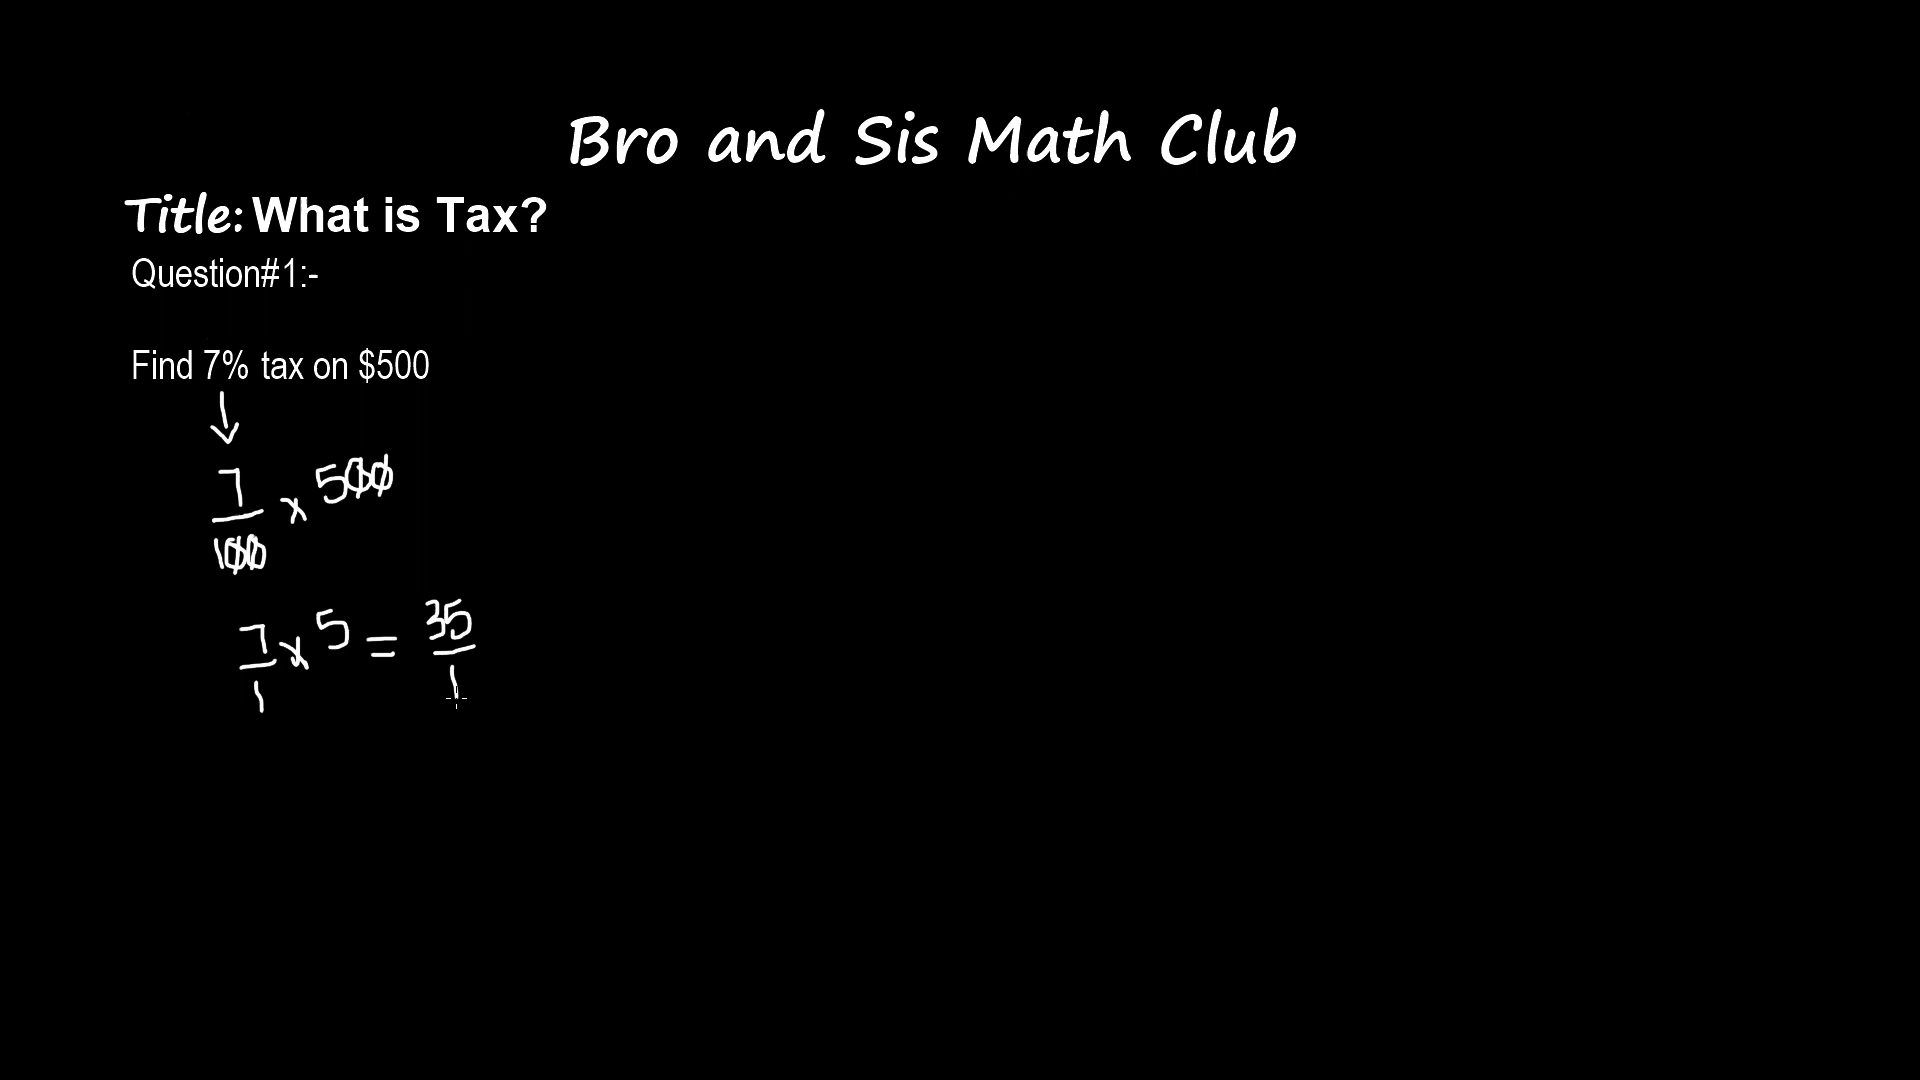 Bro and Sis Math Club
Title: What is Tax?
Question#1:-
Find 7% tax on $500
7/100 x 500
7/1 x 5 = 35/1